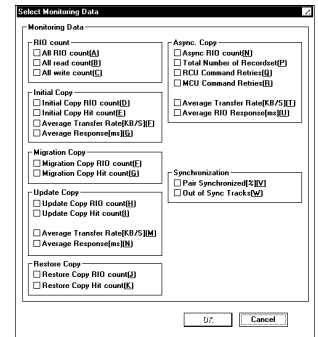 Select Monitoring Data
Monitoring Data
RIO count
All RIO count(A)
All read count(B)
All write count(C)
Initial Copy
Initial Copy RIO count(D)
Initial Copy Hit count(E)
Average Transfer Rate[KB/S](F)
Average Response[ms](G)
Migration Copy
Migration Copy RIO count(F)
Migration Copy Hit count(G)
Update Copy
Update Copy RIO count(H)
Update Copy Hit count(I)
Average Transfer Rate[KB/S](M)
Average Response[ms](N)
Restore Copy
Restore Copy RIO count(J)
Restore Copy Hit count(K)
Async. Copy
Async RIO count(N)
Total Number of Recordset(P)
RCU Command Retries(Q)
MCU Command Retries(R)
Average Transfer Rate[KB/S](T)
Average RIO Response[ms](U)
Synchronization
Pair Synchronized[%](V)
Out of Sync Tracks(W)
OK
Cancel